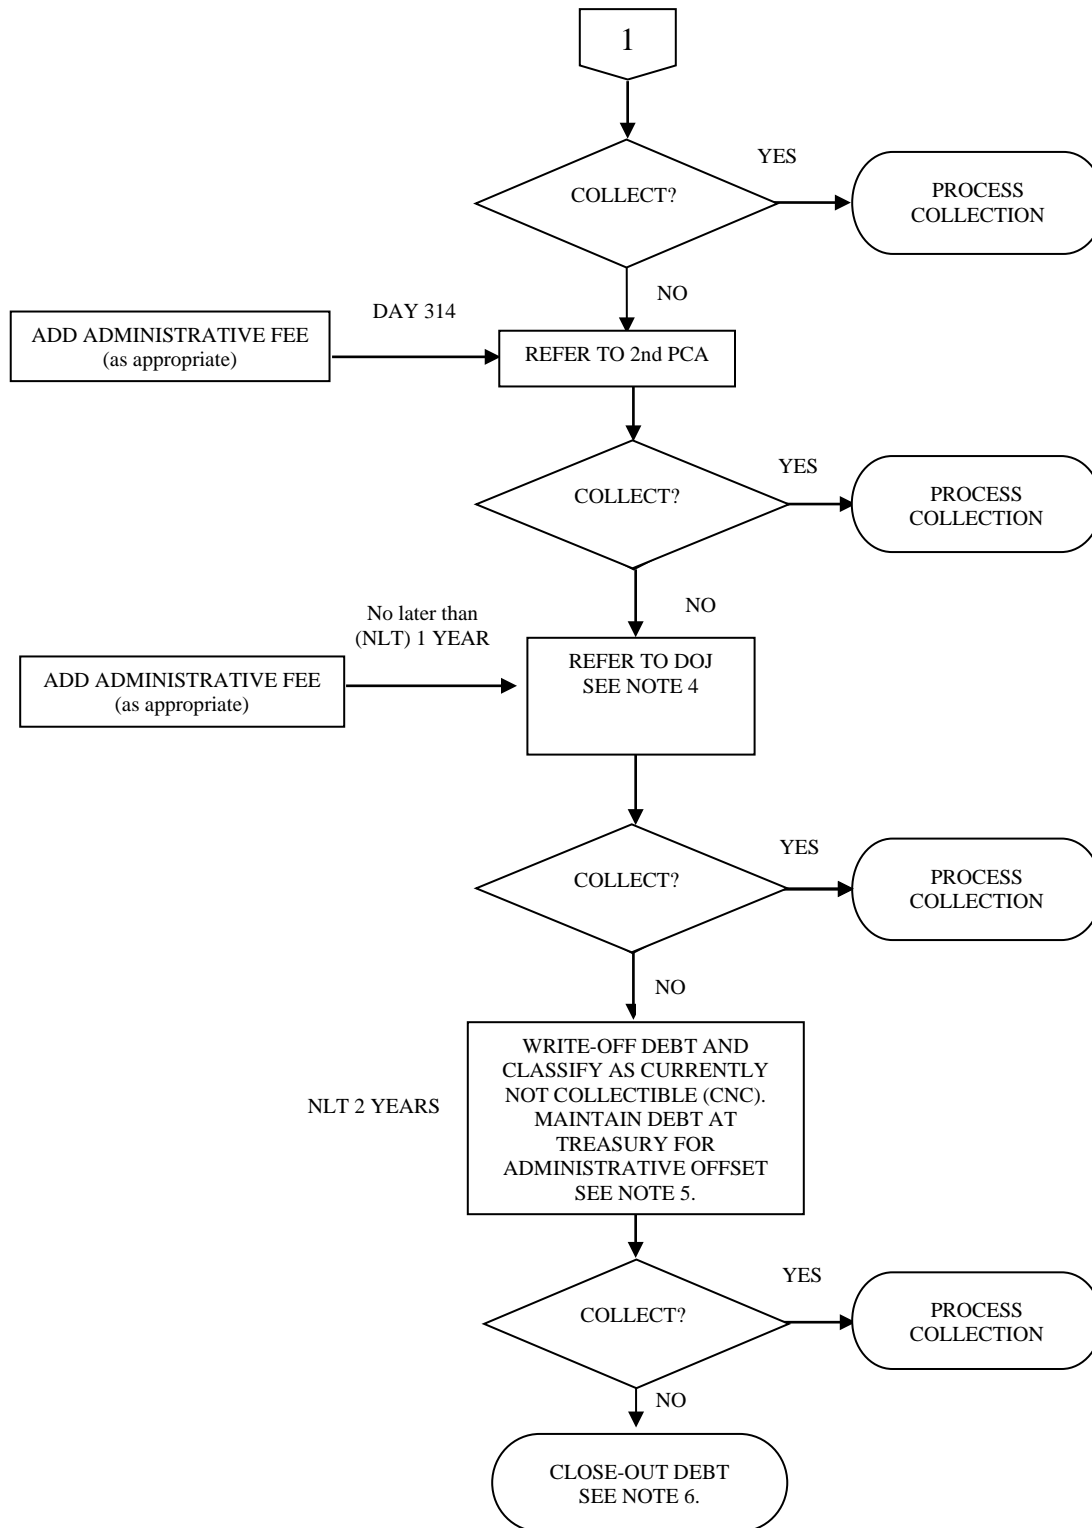 1
COLLECT?
YES
PROCESS
COLLECTION
NO
DAY 314
ADD ADMINISTRATIVE FEE
(as appropriate)
REFER TO 2nd PCA
COLLECT?
YES
PROCESS
COLLECTION
NO
No later than
(NLT) 1 YEAR
ADD ADMINISTRATIVE FEE
(as appropriate)
REFER TO DOJ
SEE NOTE 4
COLLECT?
YES
PROCESS
COLLECTION
NO
NLT 2 YEARS
WRITE-OFF DEBT AND
CLASSIFY AS CURRENTLY
NOT COLLECTIBLE (CNC).
MAINTAIN DEBT AT
TREASURY FOR
ADMINISTRATIVE OFFSET
SEE NOTE 5.
COLLECT?
YES
PROCESS
COLLECTION
NO
CLOSE-OUT DEBT
SEE NOTE 6.